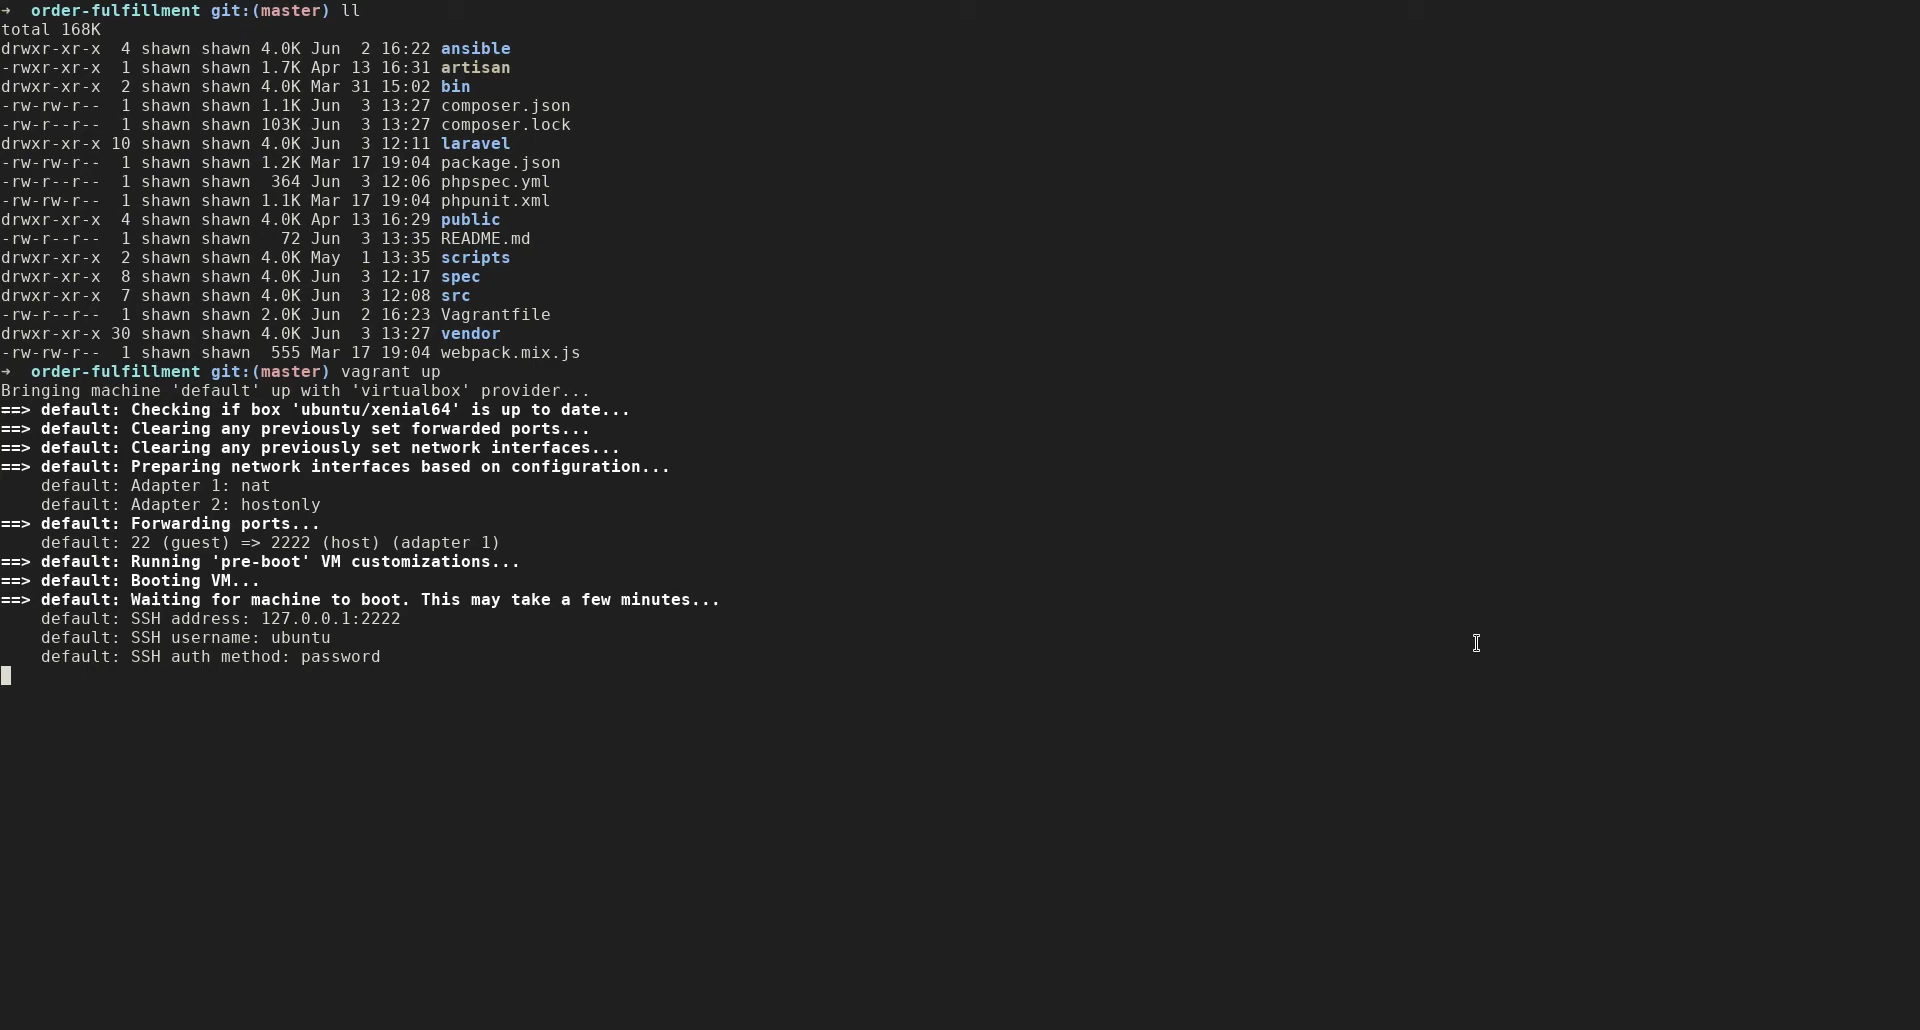 ➜  order-fulfillment git:(master) ll
total 168K
drwxr-xr-x  4 shawn shawn 4.0K Jun  2 16:22 ansible
-rwxr-xr-x  1 shawn shawn 1.7K Apr 13 16:31 artisan
drwxr-xr-x  2 shawn shawn 4.0K Mar 31 15:02 bin
-rw-rw-r--  1 shawn shawn 1.1K Jun  3 13:27 composer.json
-rw-r--r--  1 shawn shawn 103K Jun  3 13:27 composer.lock
drwxr-xr-x 10 shawn shawn 4.0K Jun  3 12:11 laravel
-rw-rw-r--  1 shawn shawn 1.2K Mar 17 19:04 package.json
-rw-r--r--  1 shawn shawn  364 Jun  3 12:06 phpspec.yml
-rw-rw-r--  1 shawn shawn 1.1K Mar 17 19:04 phpunit.xml
drwxr-xr-x  4 shawn shawn 4.0K Apr 13 16:29 public
-rw-r--r--  1 shawn shawn   72 Jun  3 13:35 README.md
drwxr-xr-x  2 shawn shawn 4.0K May  1 13:35 scripts
drwxr-xr-x  8 shawn shawn 4.0K Jun  3 12:17 spec
drwxr-xr-x  7 shawn shawn 4.0K Jun  3 12:08 src
-rw-r--r--  1 shawn shawn 2.0K Jun  2 16:23 Vagrantfile
drwxr-xr-x 30 shawn shawn 4.0K Jun  3 13:27 vendor
-rw-rw-r--  1 shawn shawn  555 Mar 17 19:04 webpack.mix.js
➜  order-fulfillment git:(master) vagrant up
Bringing machine 'default' up with 'virtualbox' provider...
==> default: Checking if box 'ubuntu/xenial64' is up to date...
==> default: Clearing any previously set forwarded ports...
==> default: Clearing any previously set network interfaces...
==> default: Preparing network interfaces based on configuration...
    default: Adapter 1: nat
    default: Adapter 2: hostonly
==> default: Forwarding ports...
    default: 22 (guest) => 2222 (host) (adapter 1)
==> default: Running 'pre-boot' VM customizations...
==> default: Booting VM...
==> default: Waiting for machine to boot. This may take a few minutes...
    default: SSH address: 127.0.0.1:2222
    default: SSH username: ubuntu
    default: SSH auth method: password